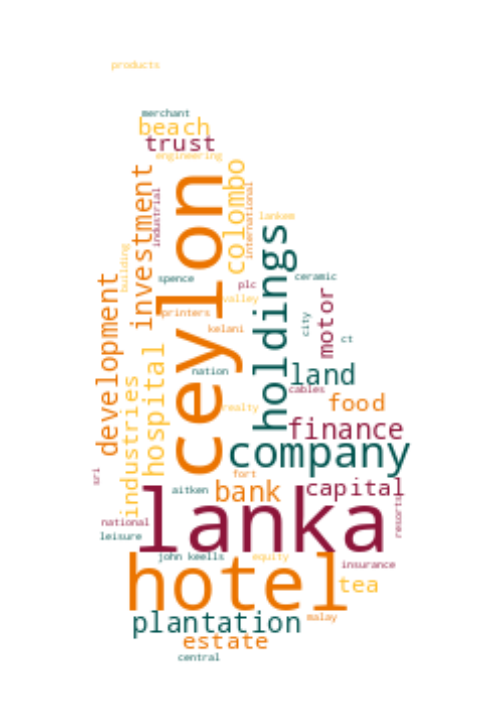 products
merchant
beach
trust
engineering
investment
industrial
ceylon
colombo
international
lankem
holdings
building
spence
plc
valley
ceramic
printers
kelani
motor
city
ct
development
hospital
nation
land
cables
industries
realty
food
finance
company
sri
fort
aitken
bank
capital
lanka
resorts
national
leisure
john keells
equity
insurance
hotel
tea
plantation
malay
estate
central